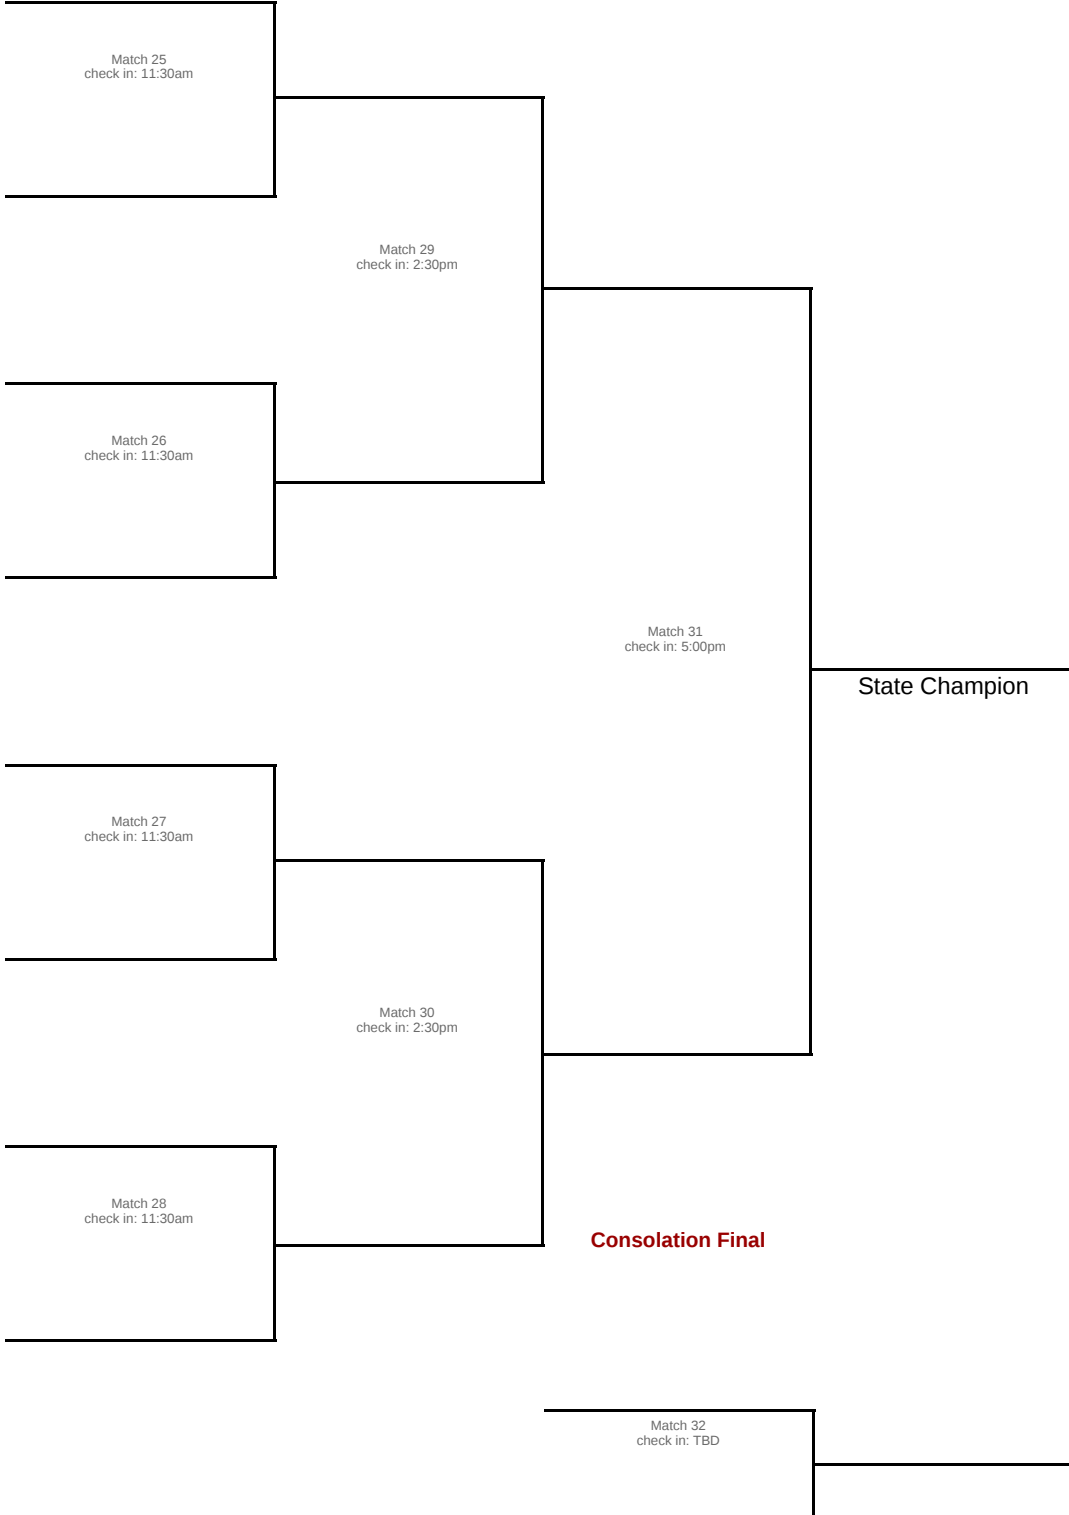 Match 25
check in: 11:30am
Match 29
check in: 2:30pm
Match 26
check in: 11:30am
Match 31
check in: 5:00pm
State Champion
Match 27
check in: 11:30am
Match 30
check in: 2:30pm
Match 28
check in: 11:30am
Consolation Final
Match 32
check in: TBD